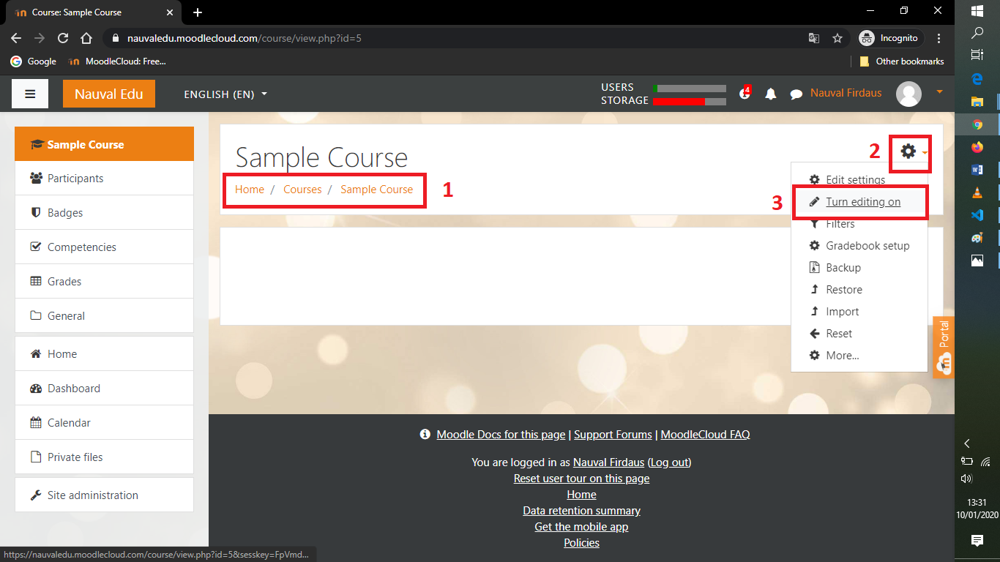 Course: Sample Course
nauvaledu.moodlecloud.com/course/view.php?id=5
Incognito
Google
MoodleCloud: Free...
Other bookmarks
Nauval Edu
ENGLISH (EN)
USERS
STORAGE
4
Nauval Firdaus
Sample Course
Participants
Badges
Competencies
Grades
General
Home
Dashboard
Calendar
Private files
Site administration
Sample Course
Home / Courses / Sample Course
1
2
3
Edit settings
Turn editing on
Filters
Gradebook setup
Backup
Restore
Import
Reset
More...
Portal
Moodle Docs for this page | Support Forums | MoodleCloud FAQ
You are logged in as Nauval Firdaus (Log out)
Reset user tour on this page
Home
Data retention summary
Get the mobile app
Policies
https://nauvaledu.moodlecloud.com/course/view.php?id=5&sesskey=FpVmd...
13:31
10/01/2020